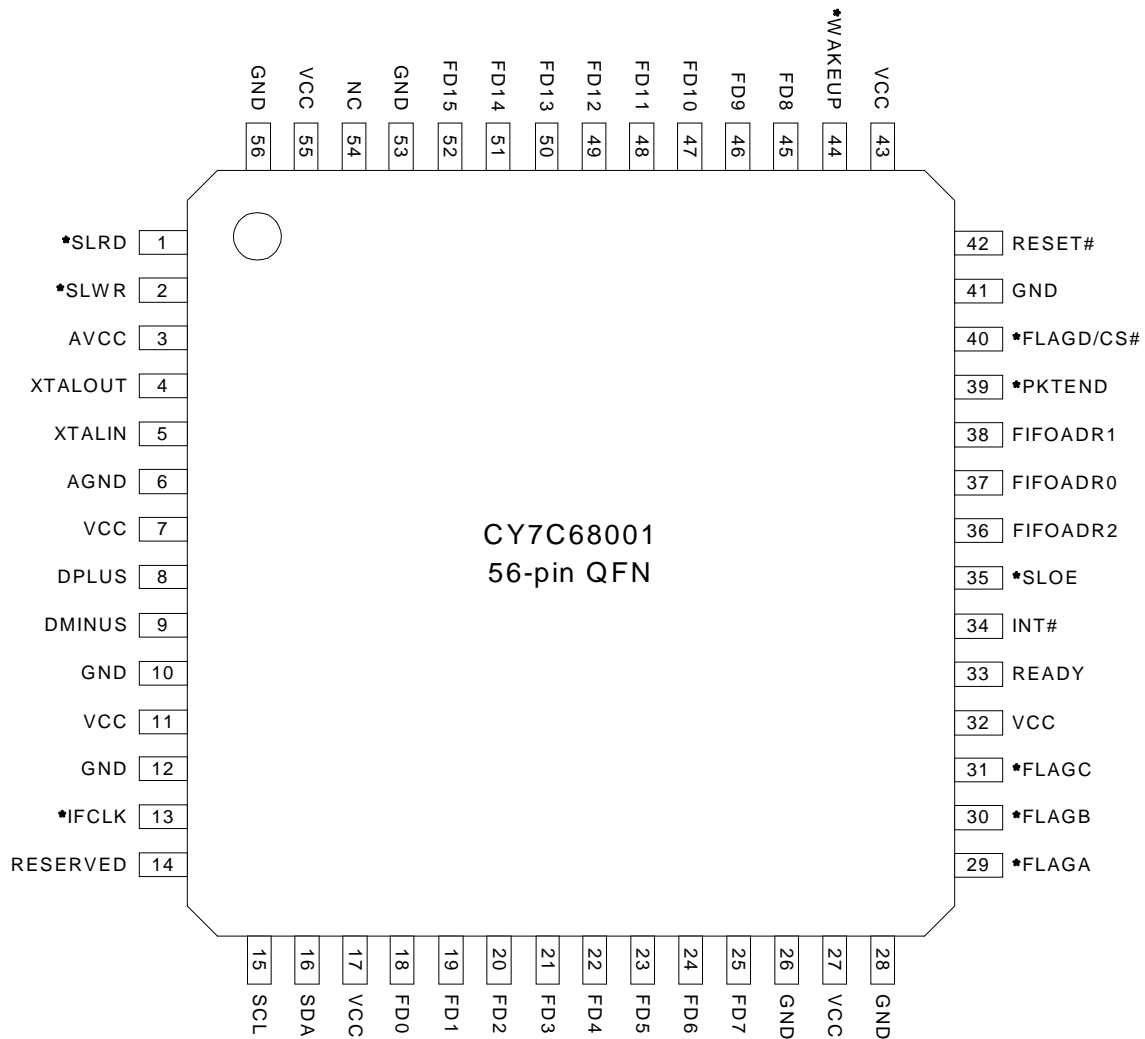 GND
VCC
NC
GND
FD15
FD14
FD13
FD12
FD11
FD10
FD9
FD8
*WAKEUP
VCC
56
55
54
53
52
51
50
49
48
47
46
45
44
43
*SLRD 1
*SLWR 2
AVCC 3
XTALOUT 4
XTALIN 5
AGND 6
VCC 7
DPLUS 8
DMINUS 9
GND 10
VCC 11
GND 12
*IFCLK 13
RESERVED 14
CY7C68001
56-pin QFN
42 RESET#
41 GND
40 *FLAGD/CS#
39 *PKTEND
38 FIFOADR1
37 FIFOADR0
36 FIFOADR2
35 *SLOE
34 INT#
33 READY
32 VCC
31 *FLAGC
30 *FLAGB
29 *FLAGA
15
16
17
18
19
20
21
22
23
24
25
26
27
28
SCL
SDA
VCC
FD0
FD1
FD2
FD3
FD4
FD5
FD6
FD7
GND
VCC
GND